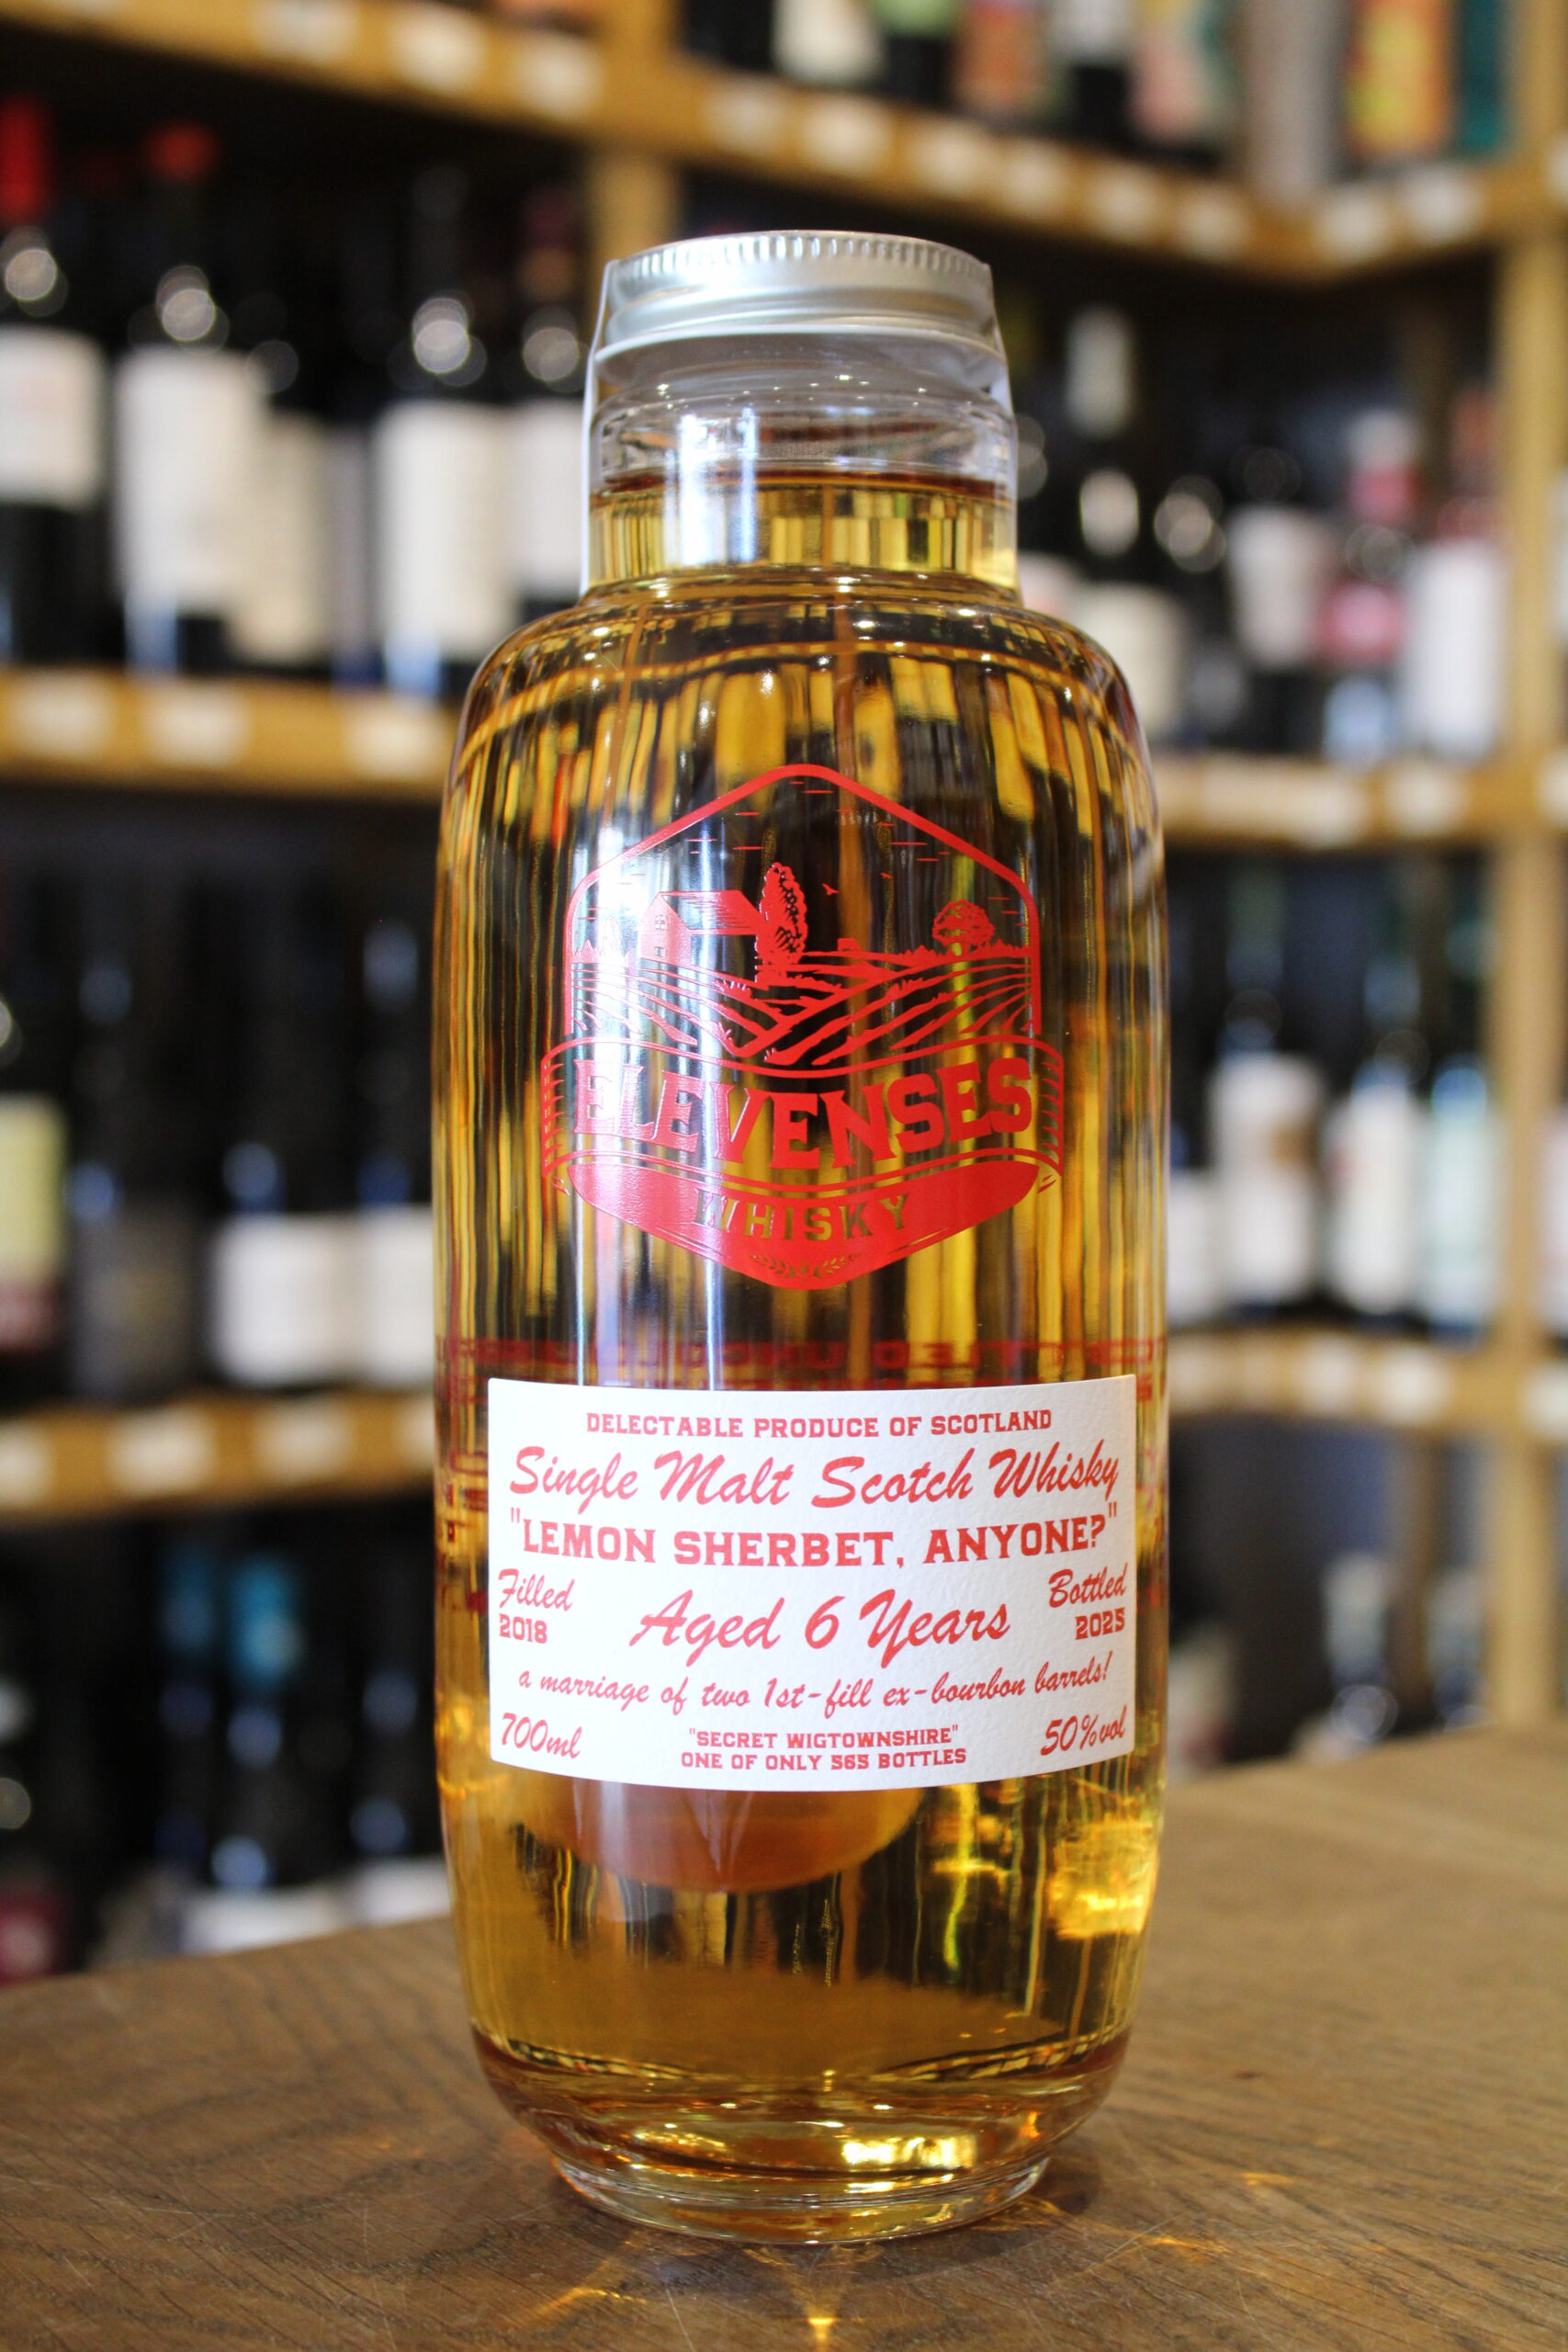 ELEVENSES
WHISKY
DELECTABLE PRODUCE OF SCOTLAND
Single Malt Scotch Whisky
"LEMON SHERBET, ANYONE?"
Filled
2018
Aged 6 Years
Bottled
2025
a marriage of two 1st-fill ex-bourbon barrels!
700ml
"SECRET WIGTOWNSHIRE"
ONE OF ONLY 565 BOTTLES
50%vol